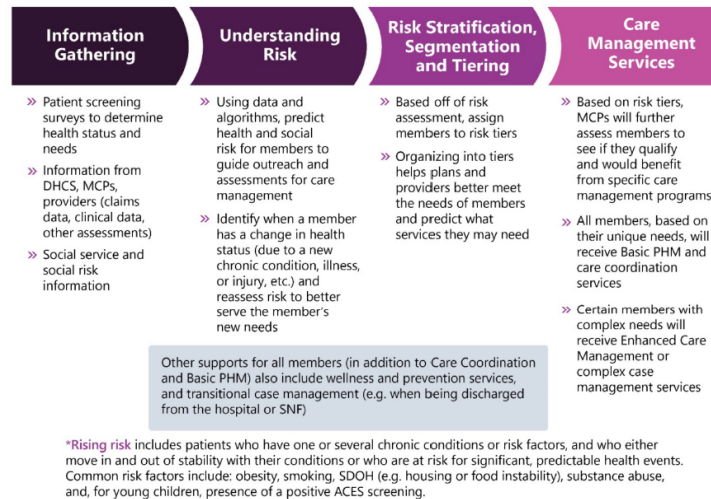 Information
Gathering
» Patient screening
surveys to determine
health status and
needs
» Information from
DHCS, MCPs,
providers (claims
data, clinical data,
other assessments)
» Social service and
social risk
information
Understanding
Risk
» Using data and
algorithms, predict
health and social
risk for members to
guide outreach and
assessments for care
management
» Identify when a member
has a change in health
status (due to a new
chronic condition, illness,
or injury, etc.) and
reassess risk to better
serve the member's
new needs
Risk Stratification,
Segmentation
and Tiering
» Based off of risk
assessment, assign
members to risk tiers
» Organizing into tiers
helps plans and
providers better meet
the needs of members
and predict what
services they may need
Care
Management
Services
» Based on risk tiers,
MCPs will further
assess members to
see if they qualify
and would benefit
from specific care
management programs
» All members, based on
their unique needs, will
receive Basic PHM and
care coordination
services
» Certain members with
complex needs will
receive Enhanced Care
Management or
complex case
management services
Other supports for all members (in addition to Care Coordination
and Basic PHM) also include wellness and prevention services,
and transitional case management (e.g. when being discharged
from the hospital or SNF)
*Rising risk includes patients who have one or several chronic conditions or risk factors, and who either
move in and out of stability with their conditions or who are at risk for significant, predictable health events.
Common risk factors include: obesity, smoking, SDOH (e.g. housing or food instability), substance abuse,
and, for young children, presence of a positive ACES screening.